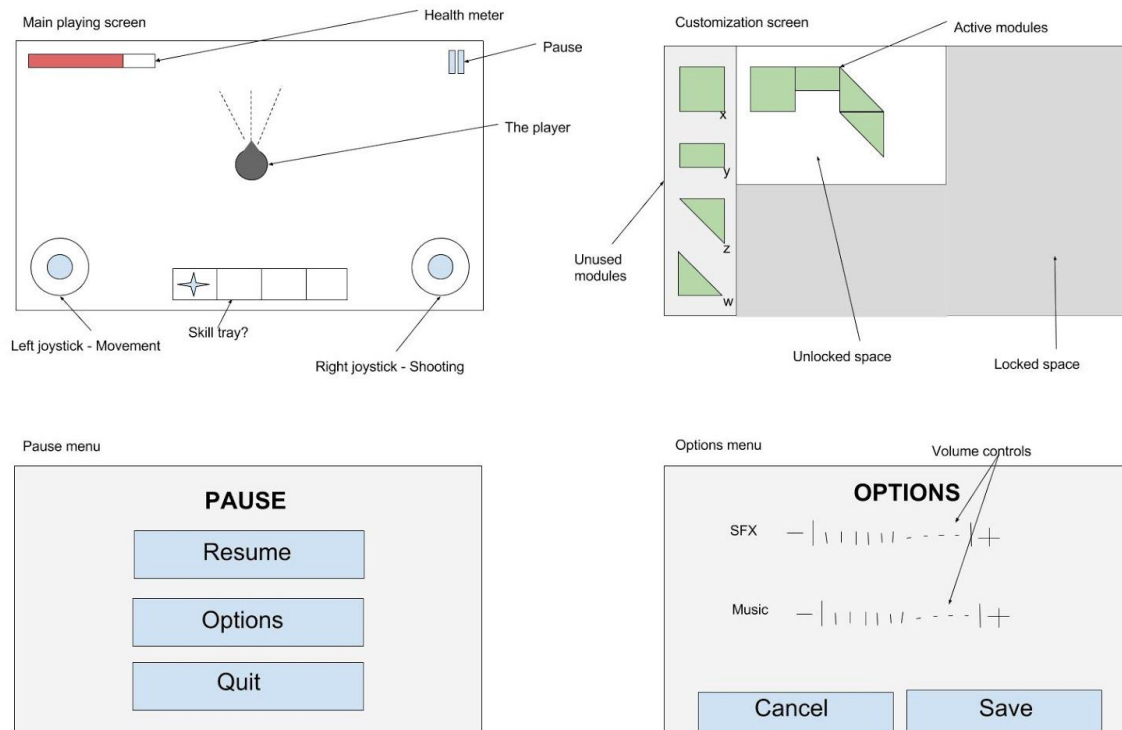 Main playing screen
Health meter
Pause
The player
Skill tray?
Left joystick - Movement
Right joystick - Shooting
Customization screen
Active modules
x
y
z
w
Unused
modules
Unlocked space
Locked space
Pause menu
PAUSE
Resume
Options
Quit
Options menu
Volume controls
OPTIONS
SFX
Music
Cancel
Save